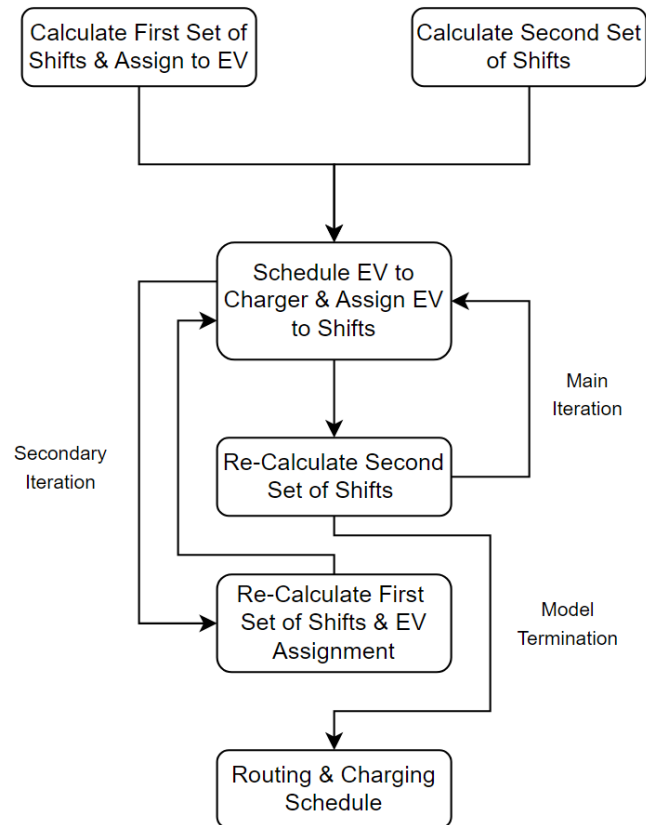 Calculate First Set of
Shifts & Assign to EV
Calculate Second Set
of Shifts
Schedule EV to
Charger & Assign EV
to Shifts
Main
Iteration
Secondary
Iteration
Re-Calculate Second
Set of Shifts
Re-Calculate First
Set of Shifts & EV
Assignment
Model
Termination
Routing & Charging
Schedule